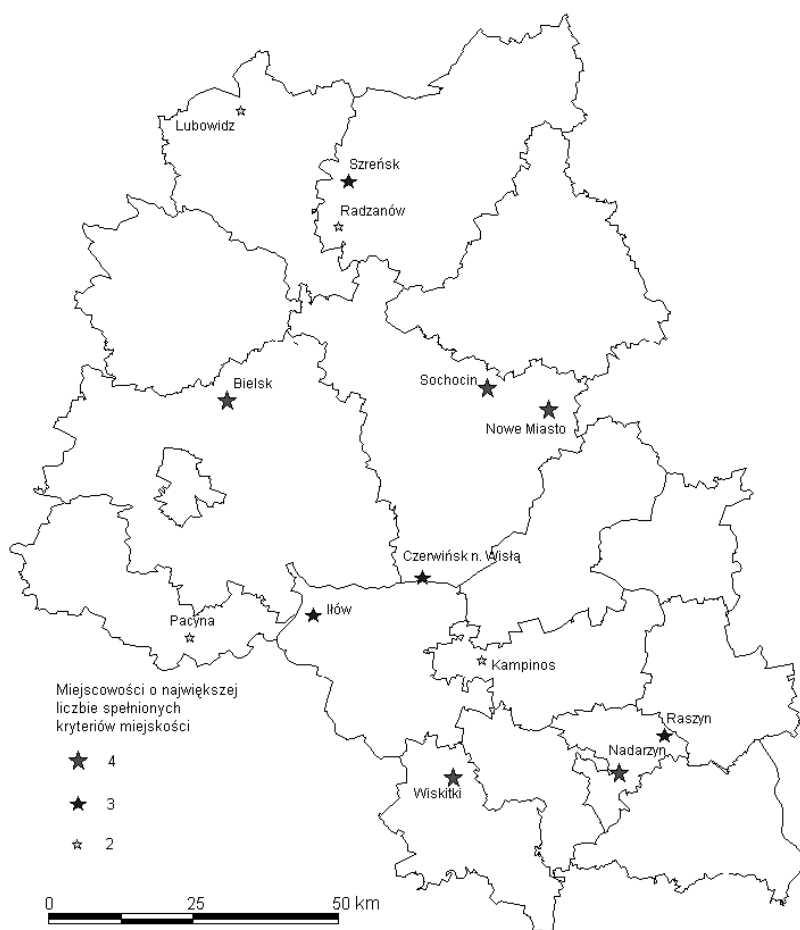 Lubowidz
Szreńsk
Radzanów
Bielsk
Sochocin
Nowe Miasto
Czerwińsk n. Wisłą
Iłów
Pacyna
Kampinos
Miejscowości o największej
liczbie spełnionych
kryteriów miejskości
4
3
2
Raszyn
Nadarzyn
Wiskitki
0 25 50 km